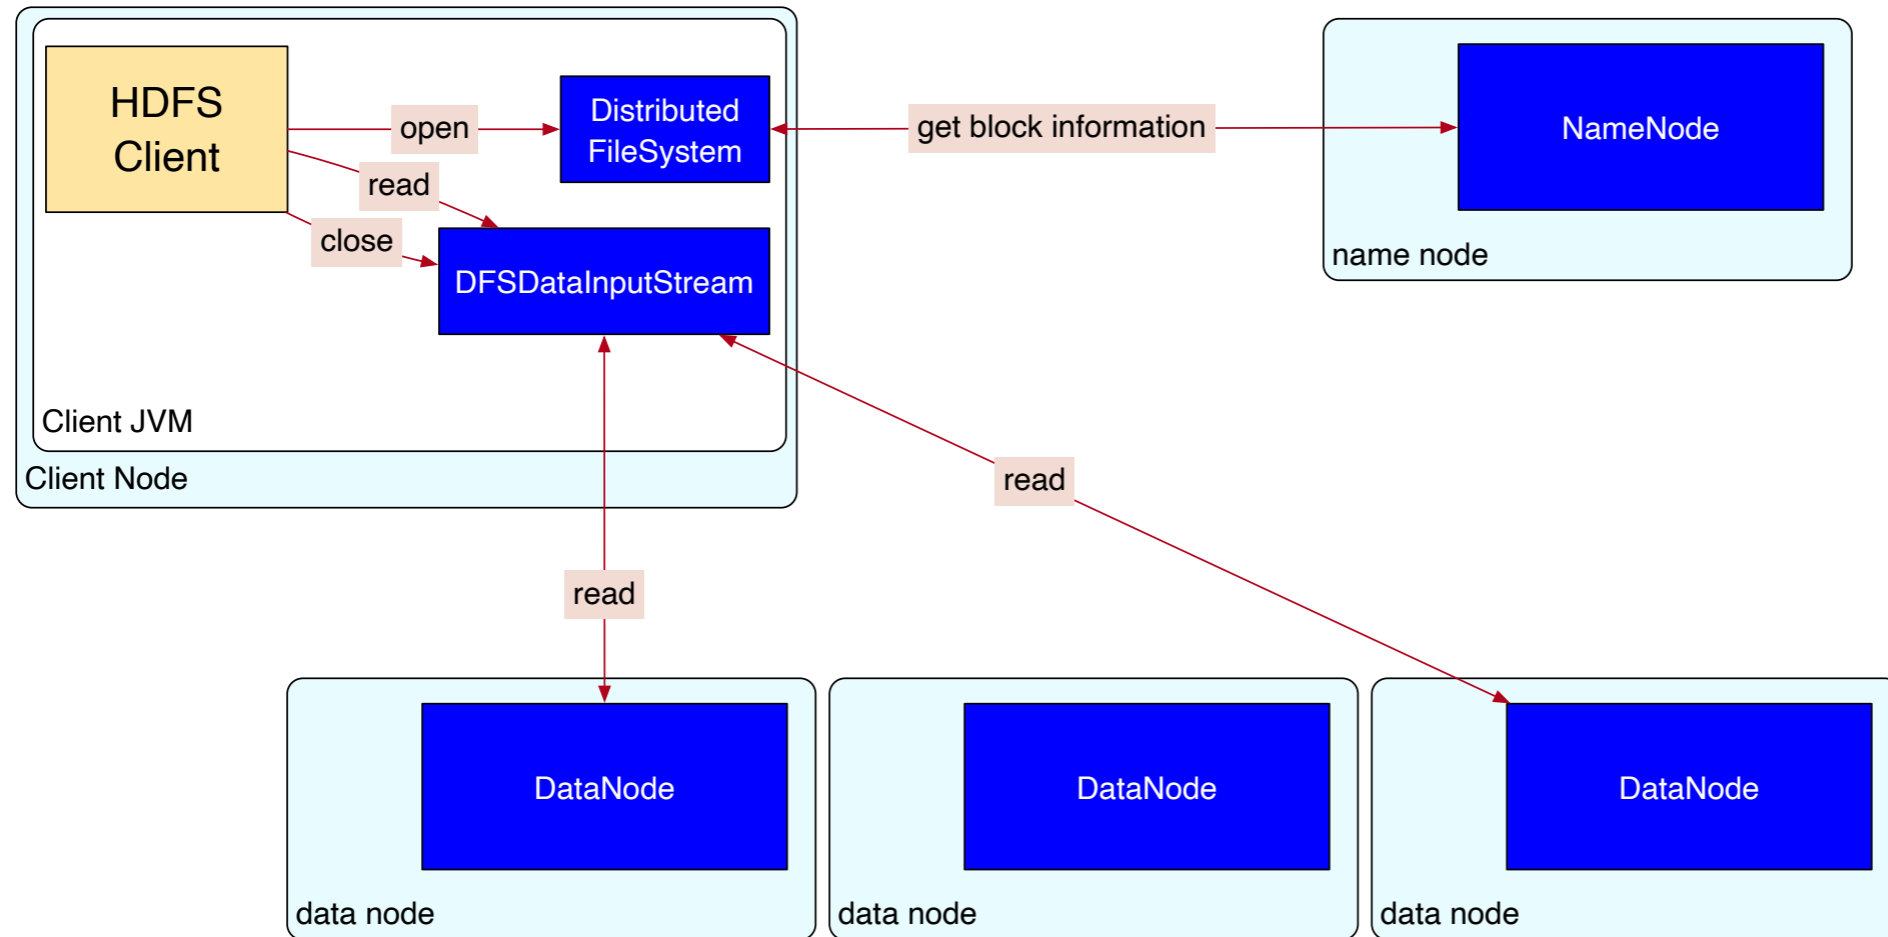 HDFS
Client
open
Distributed
FileSystem
get block information
NameNode
read
close
DFSDataInputStream
name node
Client JVM
Client Node
read
read
DataNode
DataNode
DataNode
data node
data node
data node